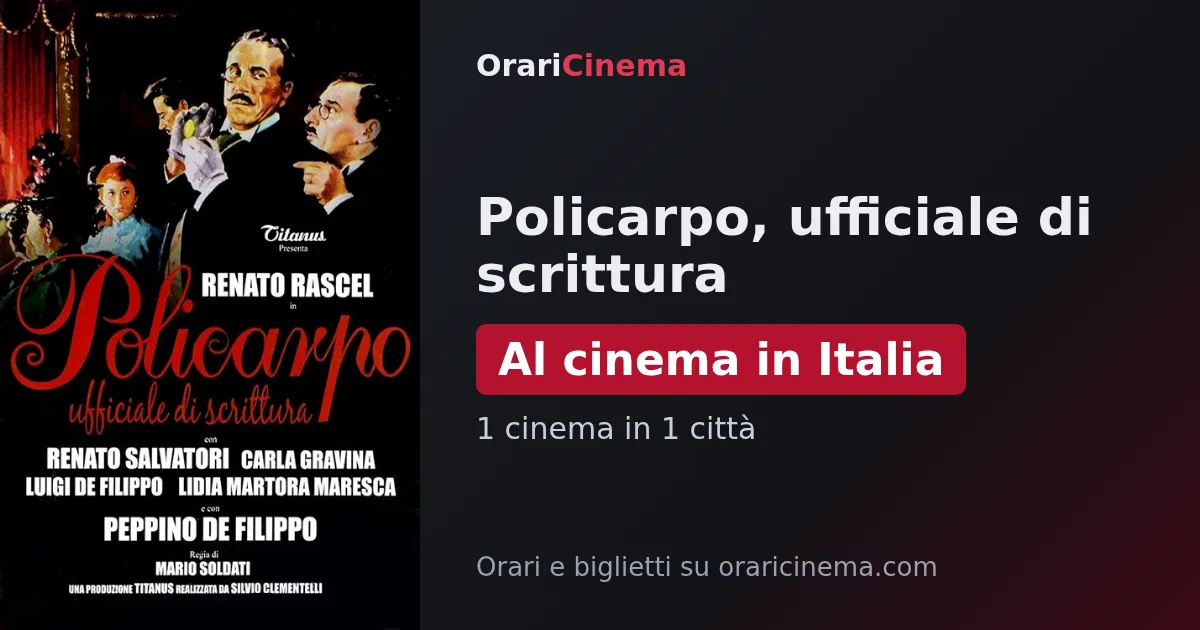 Titanus
Presenta
RENATO RASCEL
in
Policarpo
ufficiale di scrittura
con
RENATO SALVATORI CARLA GRAVINA
LUIGI DE FILIPPO LIDIA MARTORA MARESCA
e con
PEPPINO DE FILIPPO
Regia di
MARIO SOLDATI
UNA PRODUZIONE TITANUS REALIZZATA DA SILVIO CLEMENTELLI
OrariCinema
Policarpo, ufficiale di
scrittura
Al cinema in Italia
1 cinema in 1 città
Orari e biglietti su oraricinema.com